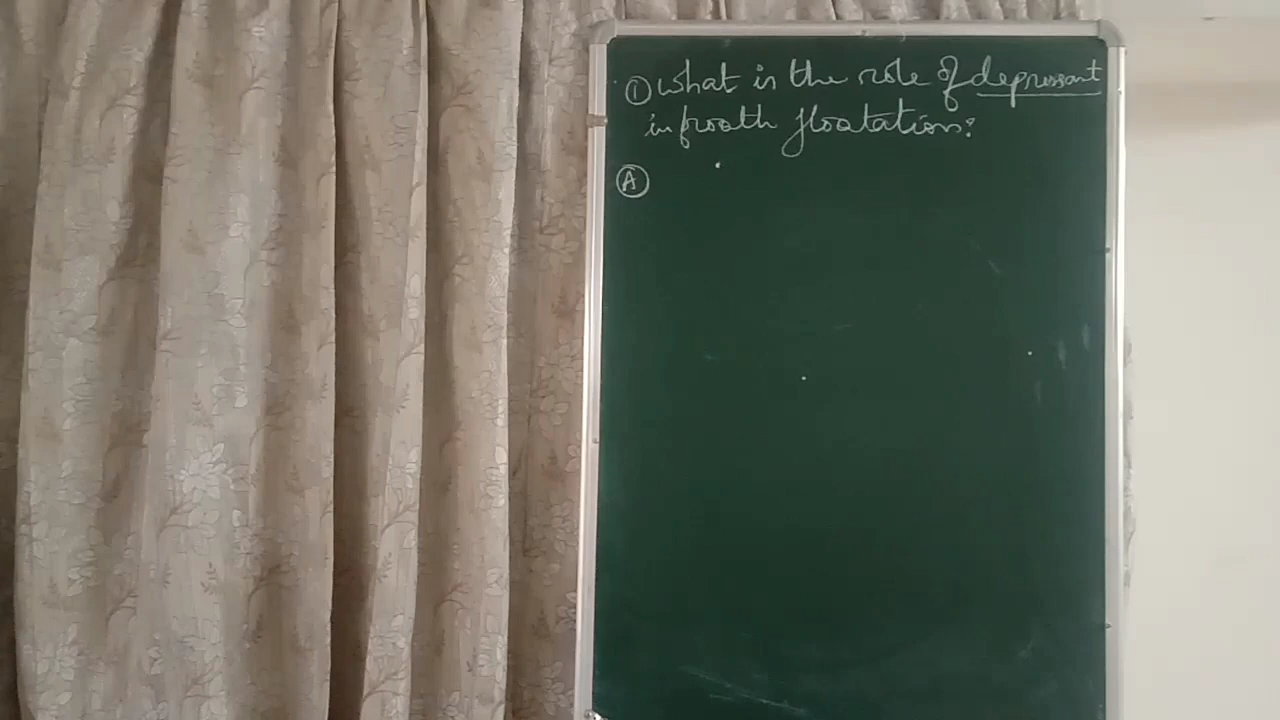 ① What is the role of depressant
in froath floatation:
Ⓐ